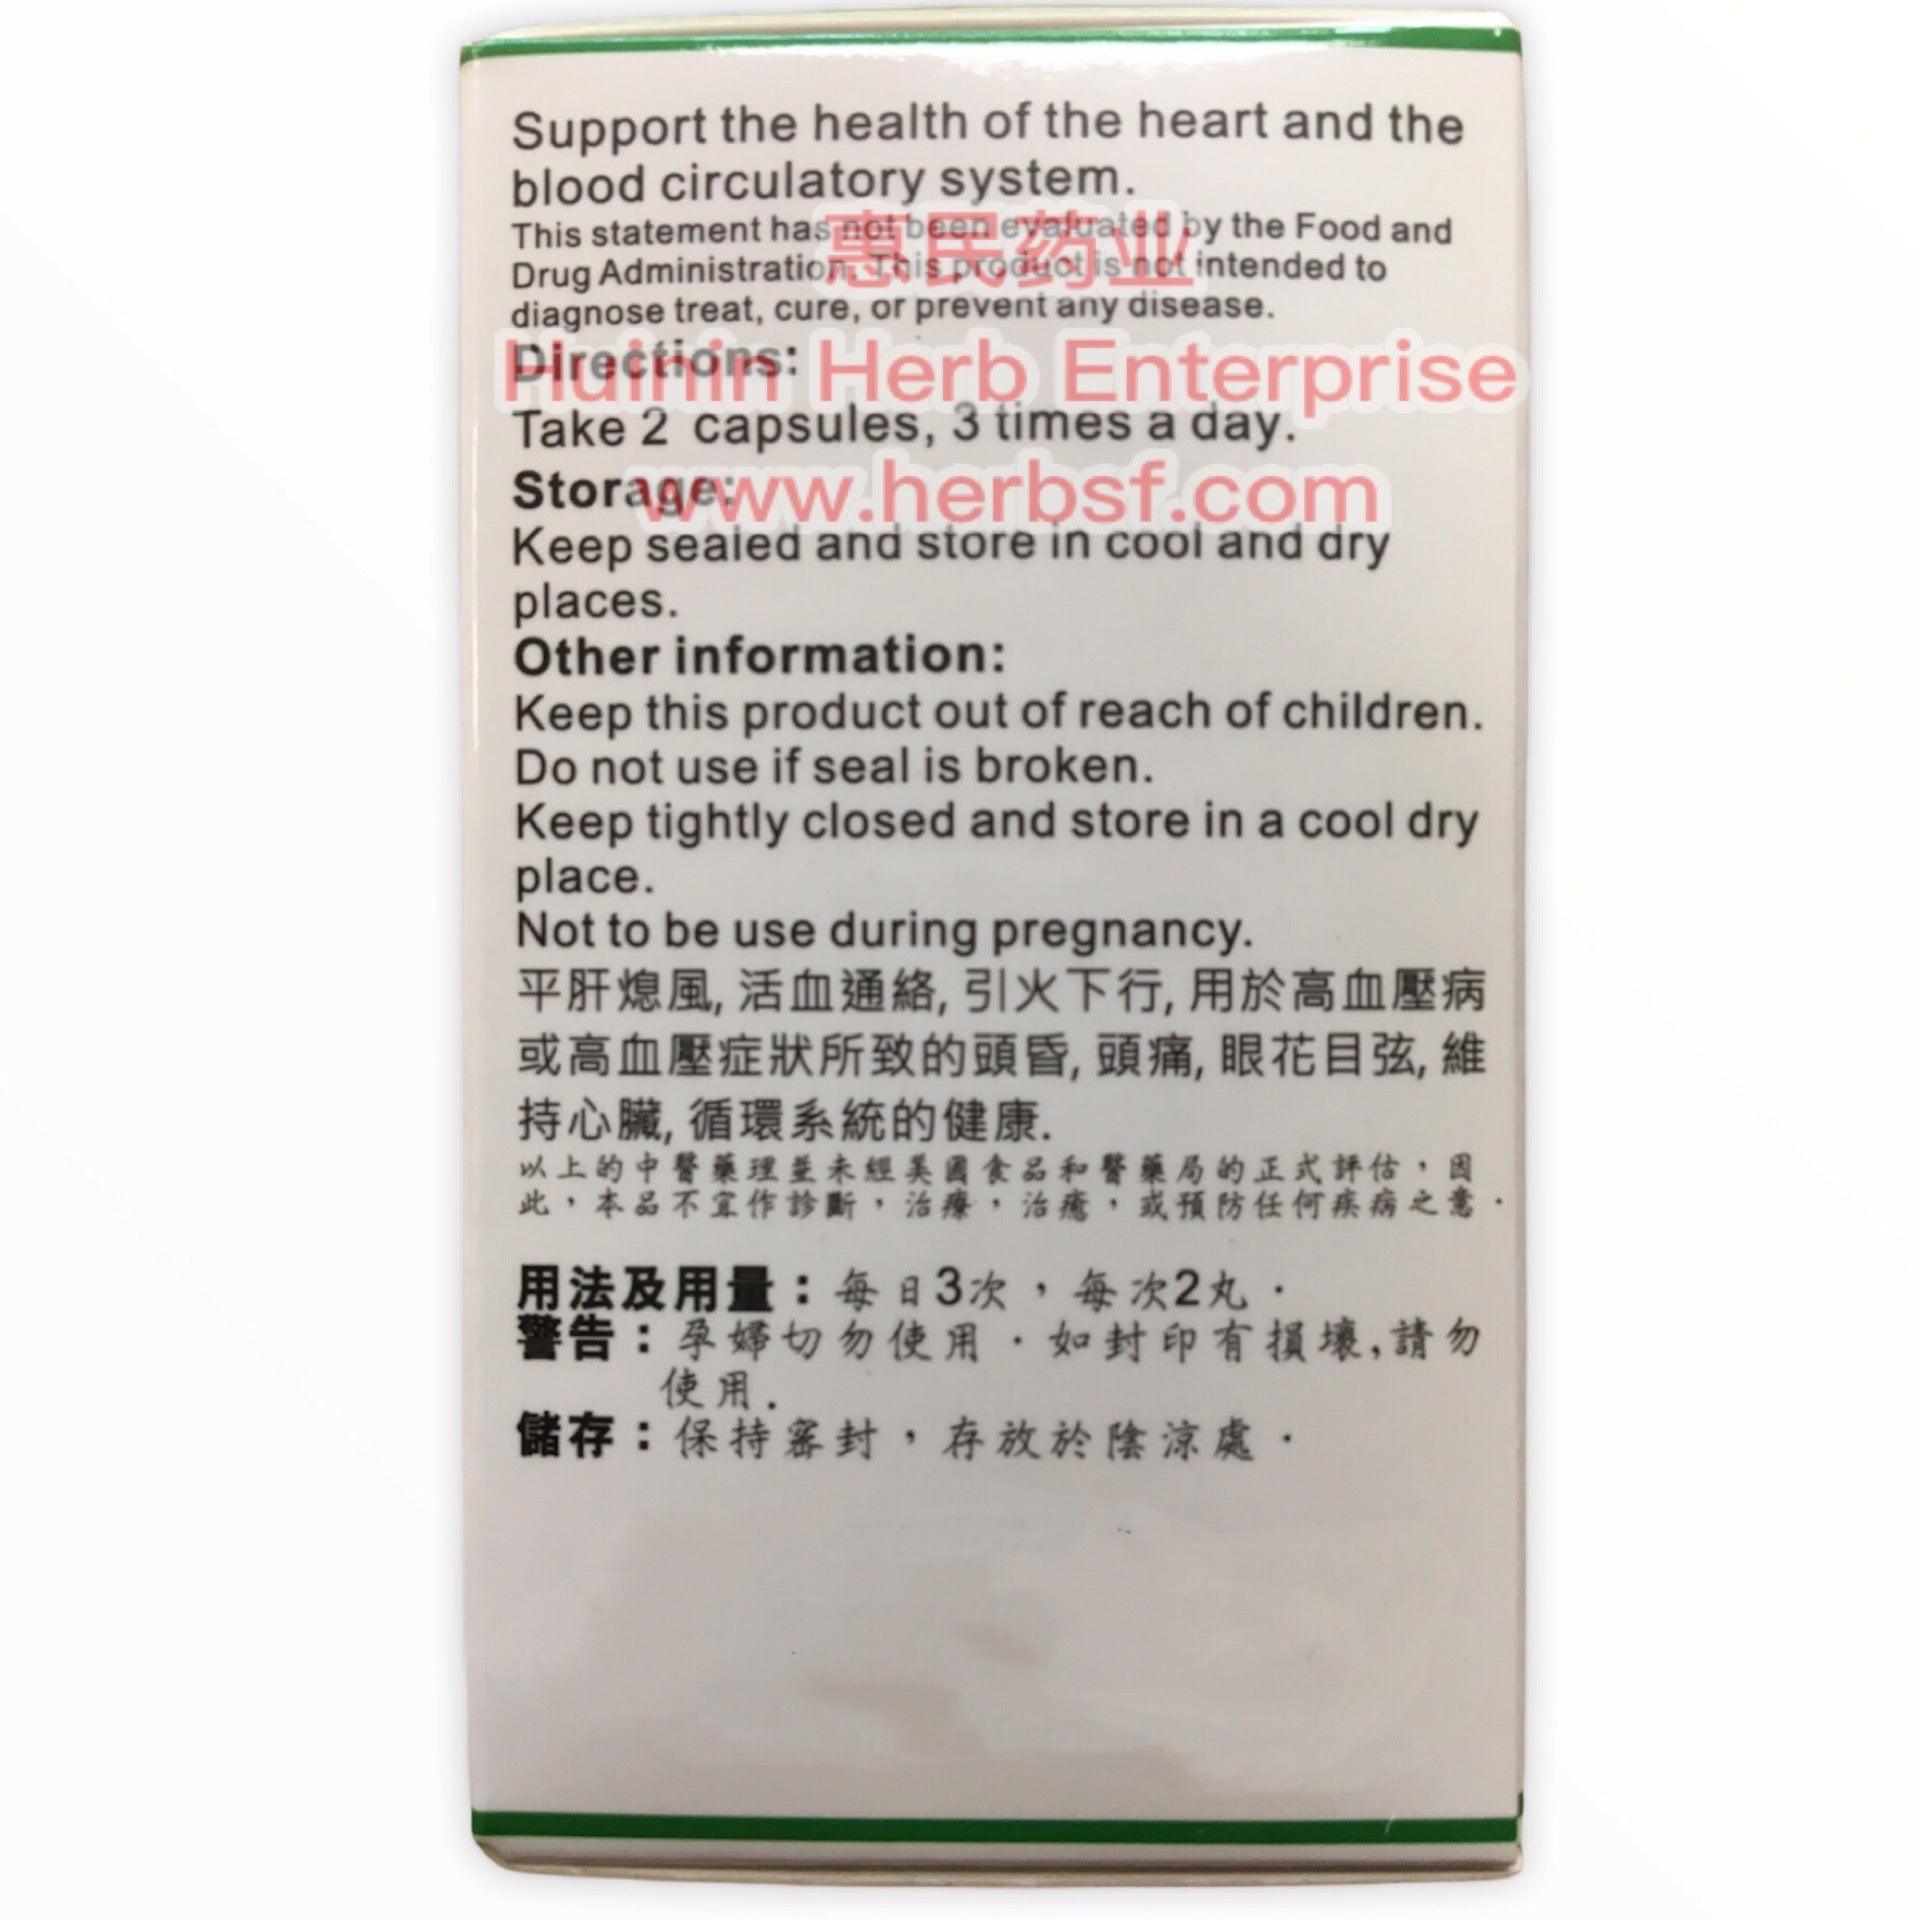 Support the health of the heart and the
blood circulatory system.
This statement has not been evaluated by the Food and
Drug Administration. This product is not intended to
diagnose treat, cure, or prevent any disease.
惠民药业
Directions:
Huinin Herb Enterprise
Take 2 capsules, 3 times a day.
Storage:
www.herbsf.com
Keep sealed and store in cool and dry
places.
Other information:
Keep this product out of reach of children.
Do not use if seal is broken.
Keep tightly closed and store in a cool dry
place.
Not to be use during pregnancy.
平肝熄風, 活血通絡, 引火下行, 用於高血壓病
或高血壓症狀所致的頭昏, 頭痛, 眼花目弦, 維
持心臟, 循環系統的健康.
以上的中醫藥理並未經美國食品和醫藥局的正式評估，因
此，本品不宜作診斷，治療，治癒，或預防任何疾病之意．
用法及用量：每日3次，每次2丸．
警告：孕婦切勿使用．如封印有損壞,請勿
使用.
儲存：保持密封，存放於陰涼處．